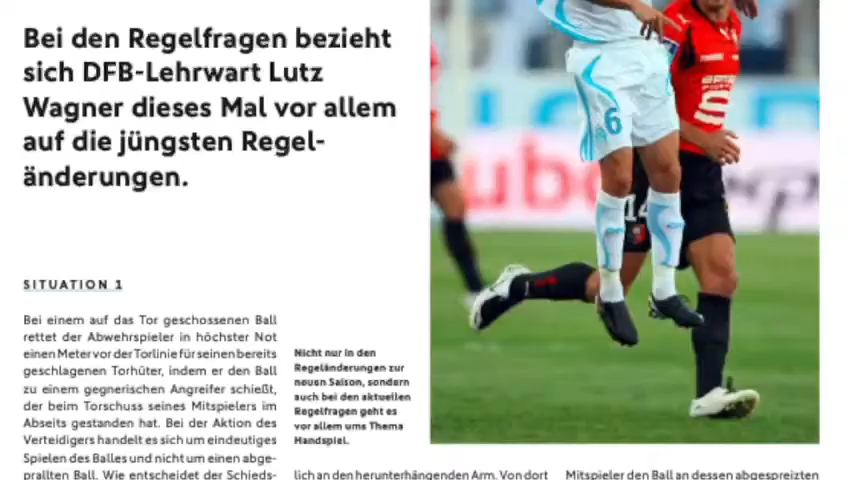 Bei den Regelfragen bezieht
sich DFB-Lehrwart Lutz
Wagner dieses Mal vor allem
auf die jüngsten Regel-
änderungen.
SITUATION 1
Bei einem auf das Tor geschossenen Ball
rettet der Abwehrspieler in höchster Not
einen Meter vor der Torlinie für seinen bereits
geschlagenen Torhüter, indem er den Ball
zu einem gegnerischen Angreifer schießt,
der beim Torschuss seines Mitspielers im
Abseits gestanden hat. Bei der Aktion des
Verteidigers handelt es sich um eindeutiges
Spielen des Balles und nicht um einen abge-
prallten Ball. Wie entscheidet der Schieds-
Nicht nur in den
Regeländerungen zur
neuen Saison, sondern
auch bei den aktuellen
Regelfragen geht es
vor allem ums Thema
Handspiel.
lich an den herunterhängenden Arm. Von dort
Mitspieler den Ball an dessen abgespreizten
6
14